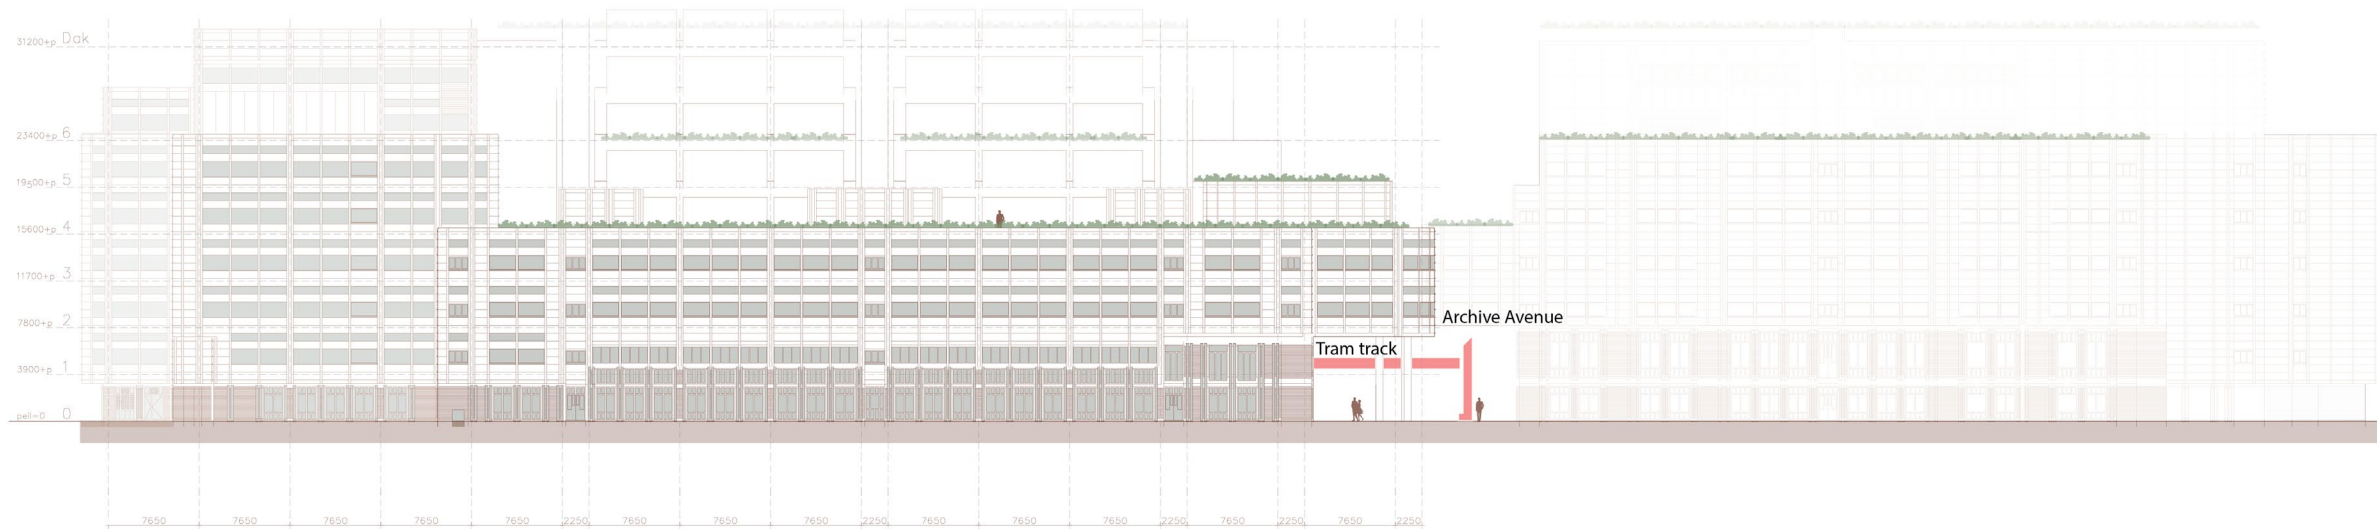 31200+p Dak
23400+p 6
19500+p 5
15600+p 4
11700+p 3
7800+p 2
3900+p 1
peil=0 0
Archive Avenue
Tram track
7650 7650 7650 7650 7650 2250 7650 7650 7650 2250 7650 7650 7650 2250 7650 2250 7650 2250